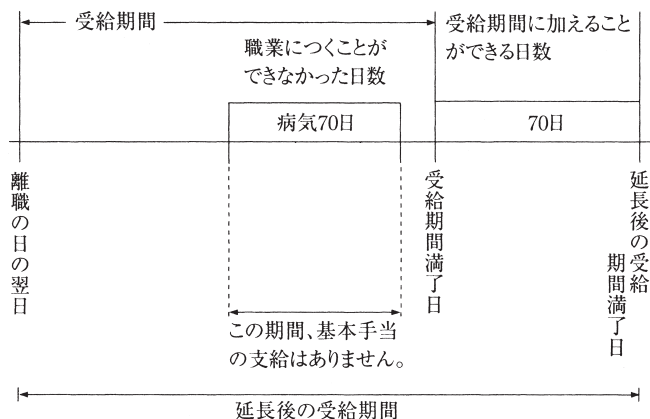 受給期間
受給期間に加えること
ができる日数
職業につくことが
できなかった日数
病気70日
70日
離職の日の翌日
受給期間満了日
延長後の受給
期間満了日
この期間、基本手当
の支給はありません。
延長後の受給期間